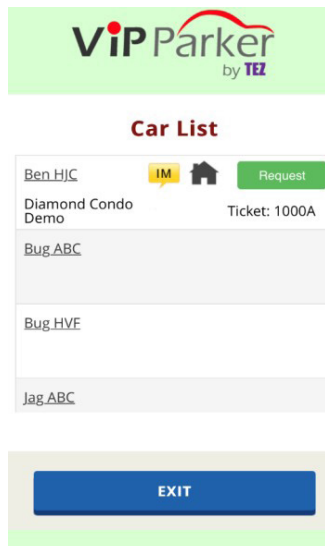 ViP Parker
by TEZ
Car List
Ben HJC IM Request
Diamond Condo
Demo
Ticket: 1000A
Bug ABC
Bug HVF
Jag ABC
EXIT